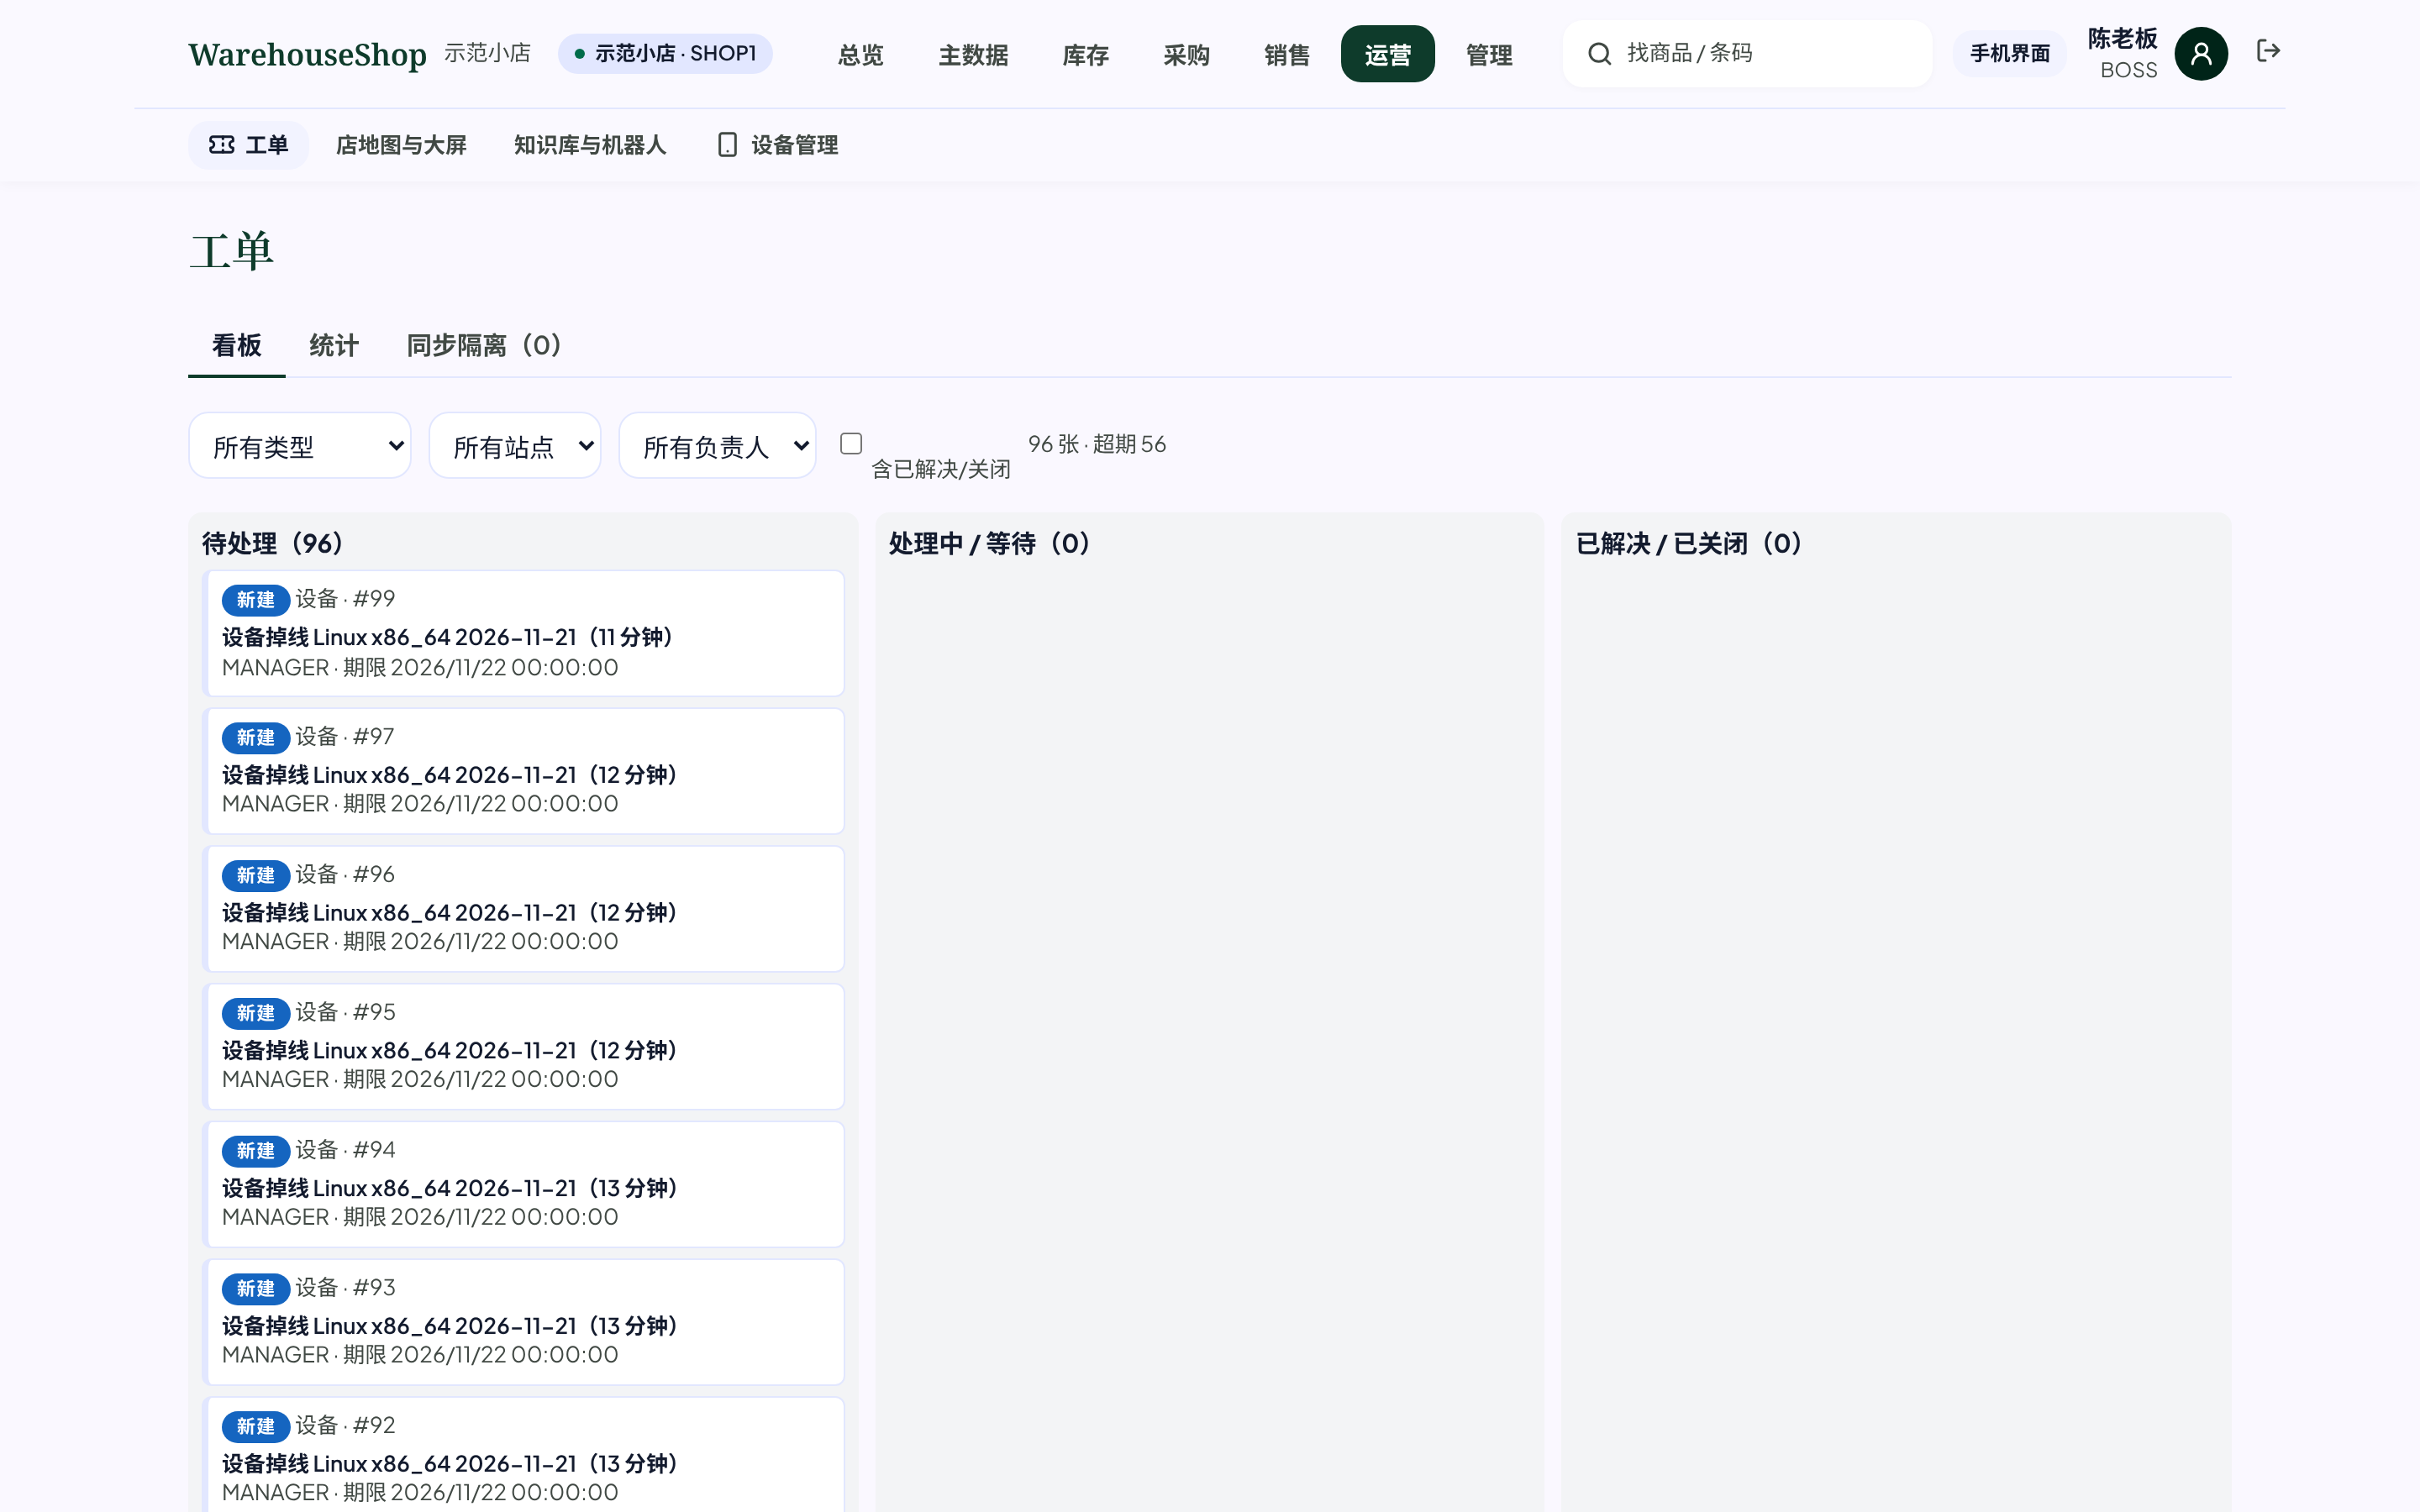 WarehouseShop 示范小店 示范小店 · SHOP1 总览 主数据 库存 采购 销售 运营 管理 找商品 / 条码 手机界面 陈老板
BOSS
工单 店地图与大屏 知识库与机器人 设备管理
工单
看板 统计 同步隔离（0）
所有类型 所有站点 所有负责人 含已解决/关闭 96 张 · 超期 56
待处理（96） 处理中 / 等待（0） 已解决 / 已关闭（0）
新建 设备 · #99
设备掉线 Linux x86_64 2026-11-21（11 分钟）
MANAGER · 期限 2026/11/22 00:00:00
新建 设备 · #97
设备掉线 Linux x86_64 2026-11-21（12 分钟）
MANAGER · 期限 2026/11/22 00:00:00
新建 设备 · #96
设备掉线 Linux x86_64 2026-11-21（12 分钟）
MANAGER · 期限 2026/11/22 00:00:00
新建 设备 · #95
设备掉线 Linux x86_64 2026-11-21（12 分钟）
MANAGER · 期限 2026/11/22 00:00:00
新建 设备 · #94
设备掉线 Linux x86_64 2026-11-21（13 分钟）
MANAGER · 期限 2026/11/22 00:00:00
新建 设备 · #93
设备掉线 Linux x86_64 2026-11-21（13 分钟）
MANAGER · 期限 2026/11/22 00:00:00
新建 设备 · #92
设备掉线 Linux x86_64 2026-11-21（13 分钟）
MANAGER · 期限 2026/11/22 00:00:00